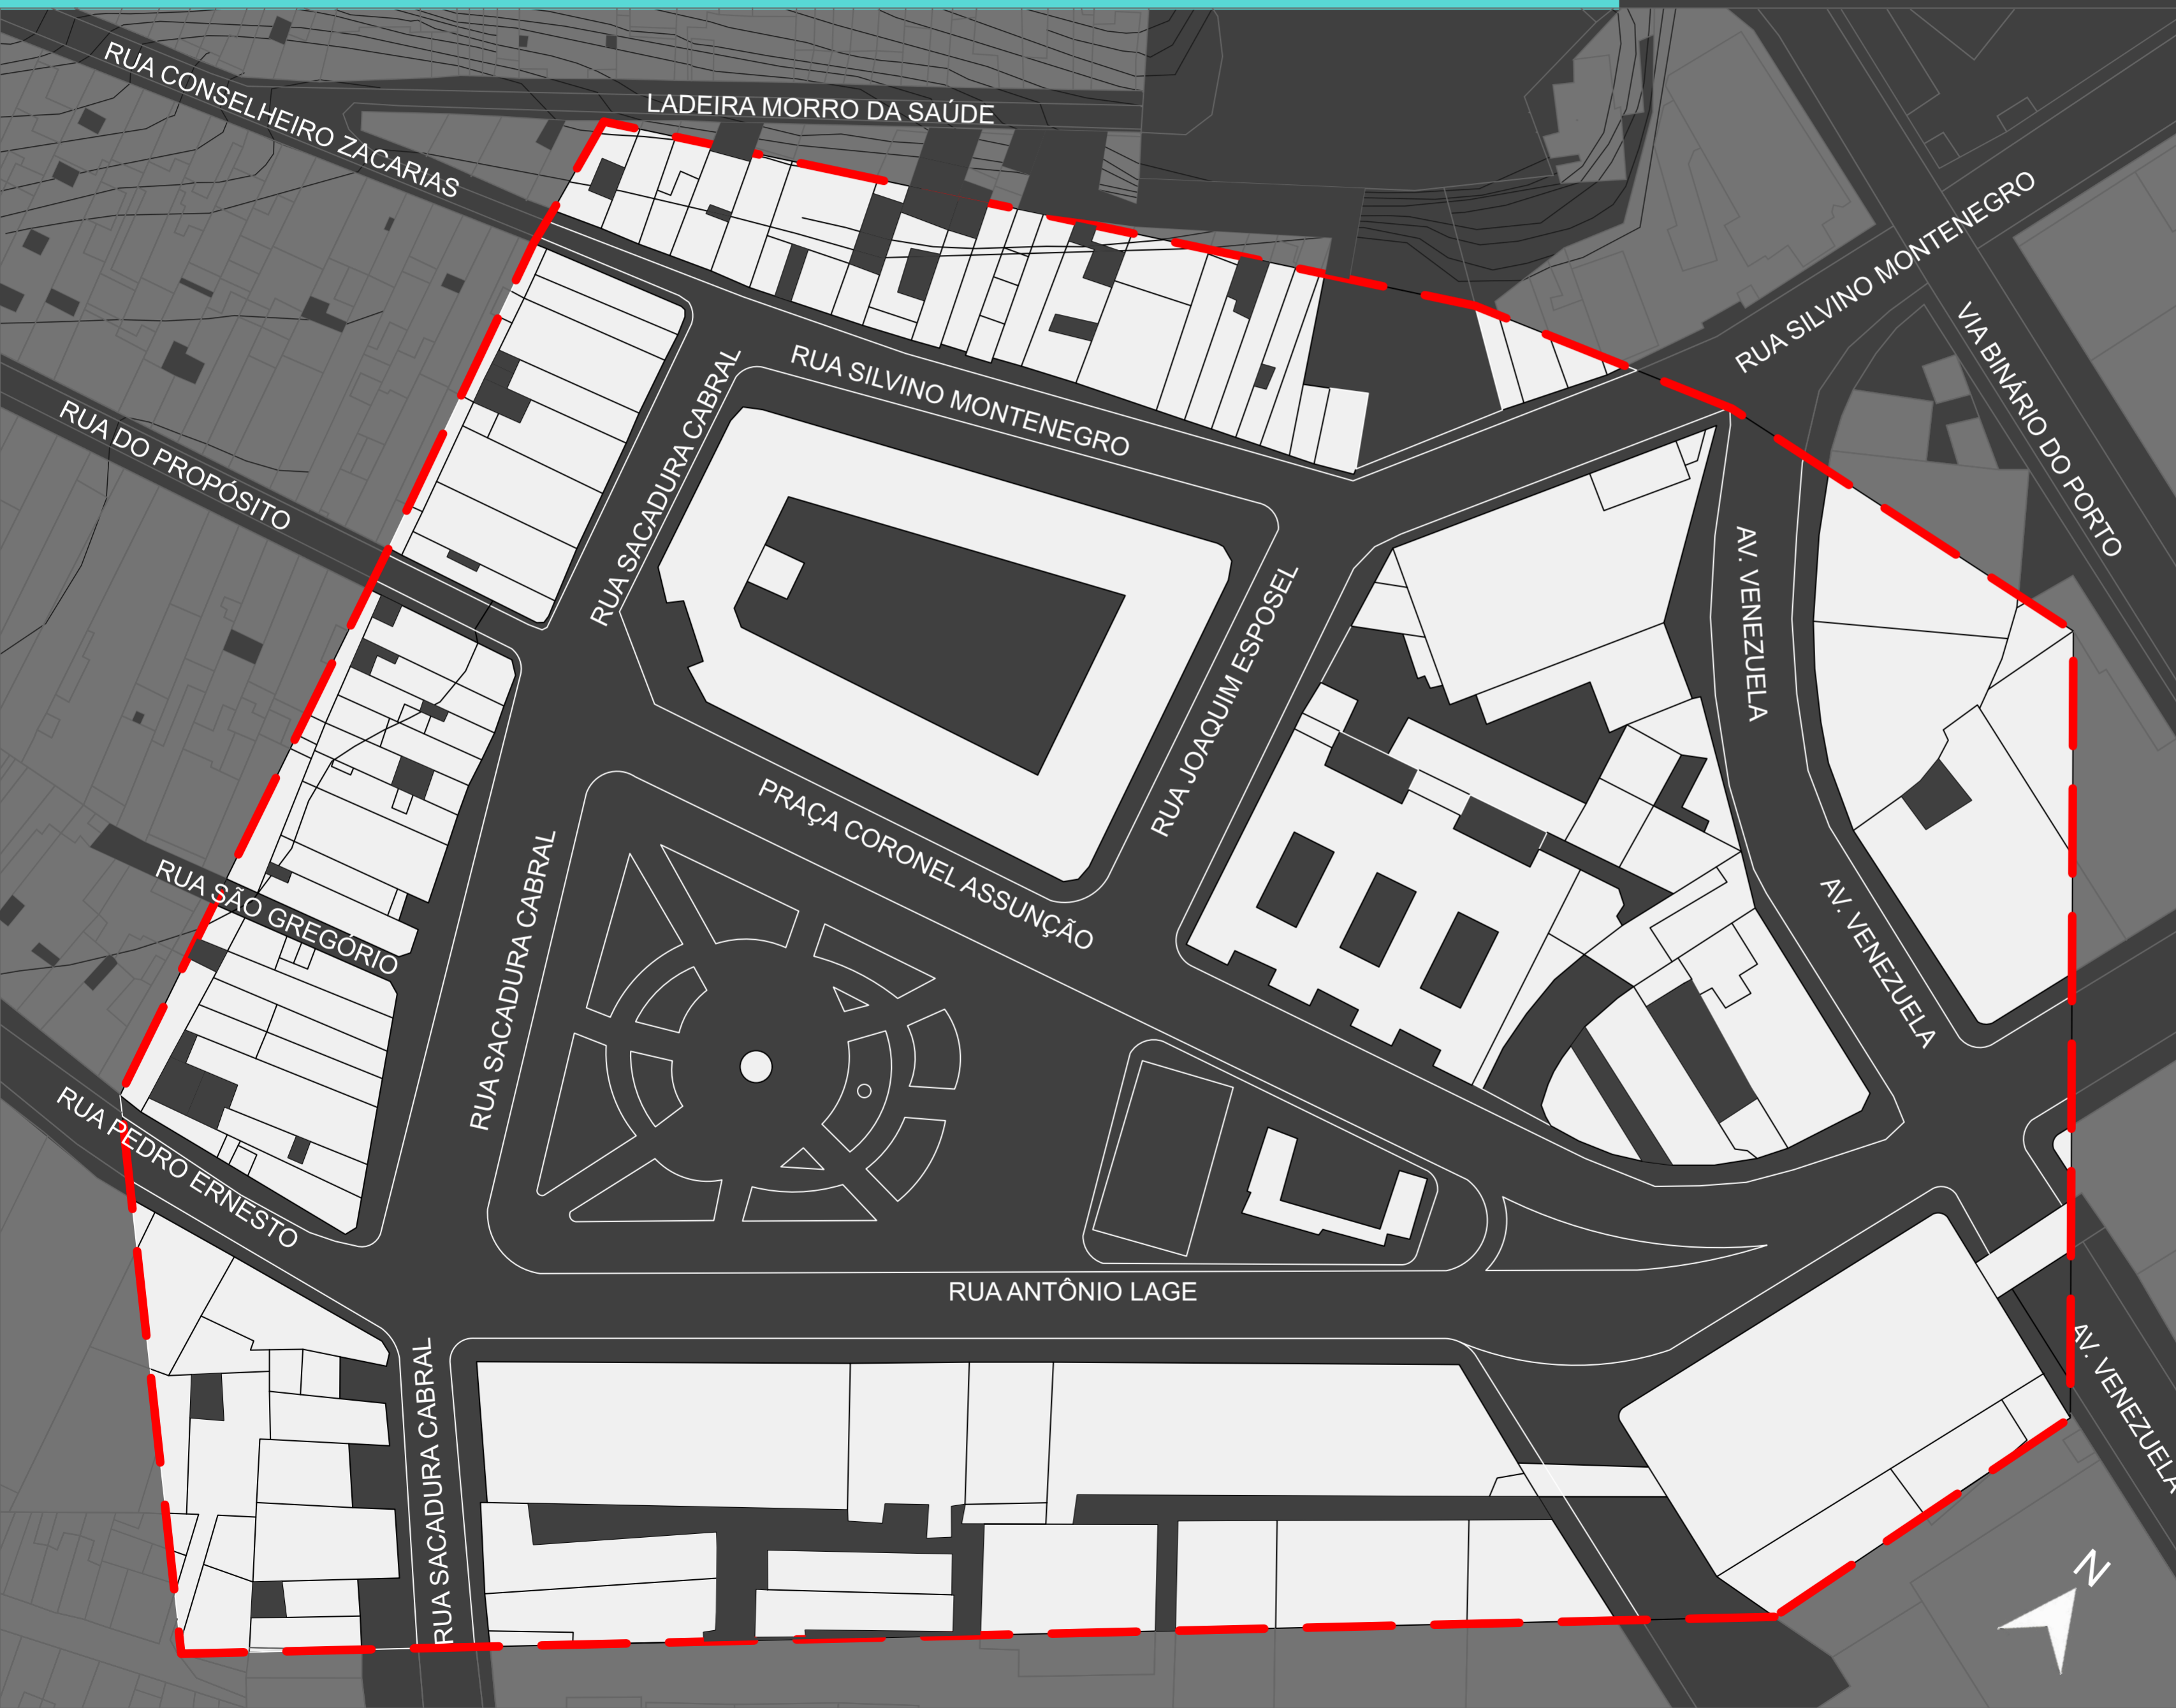 RUA CONSELHEIRO ZACARIAS
LADEIRA MORRO DA SAÚDE
RUA SILVINO MONTENEGRO
VIA BINÁRIO DO PORTO
RUA SACADURA CABRAL
RUA SILVINO MONTENEGRO
RUA DO PROPÓSITO
RUA JOAQUIM ESPOSEL
AV. VENEZUELA
PRAÇA CORONEL ASSUNÇÃO
RUA SÃO GREGÓRIO
RUA SACADURA CABRAL
AV. VENEZUELA
RUA PEDRO ERNESTO
RUA ANTÔNIO LAGE
RUA SACADURA CABRAL
AV. VENEZUELA
N